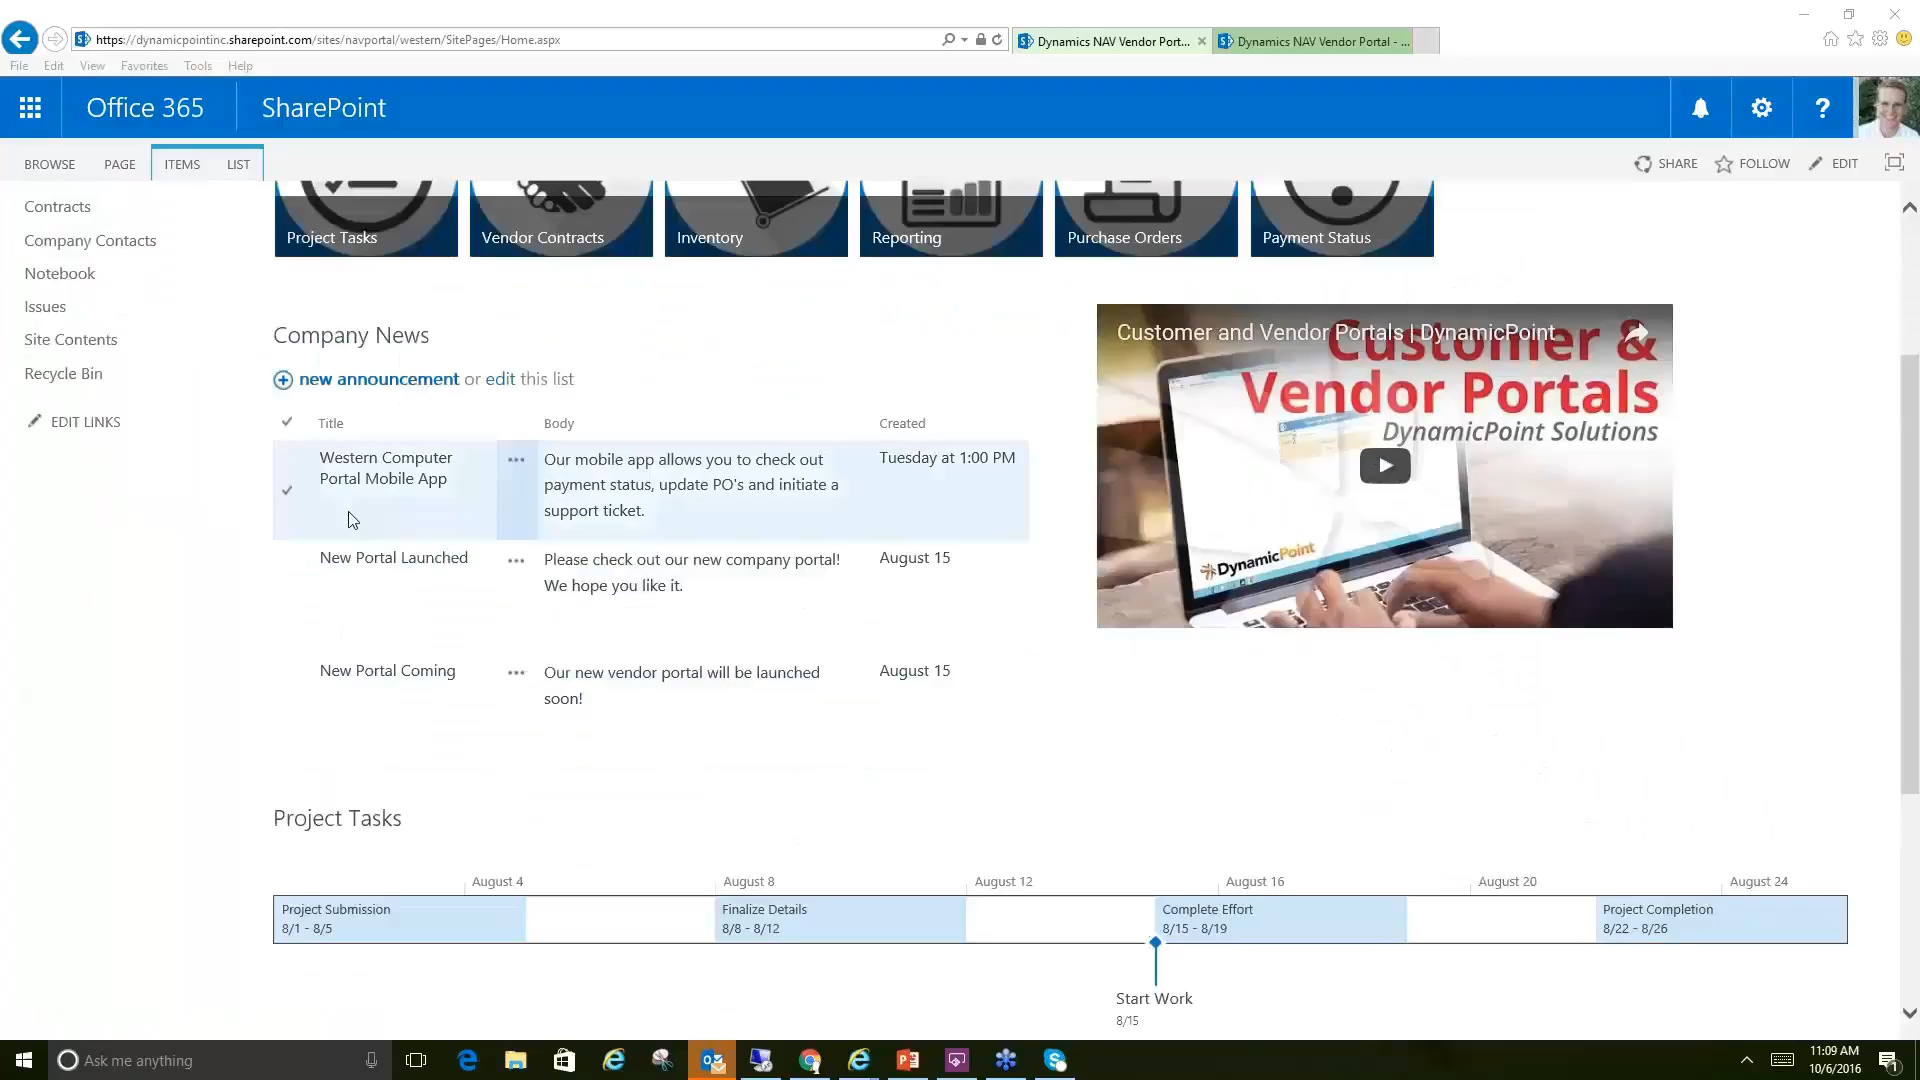 https://dynamicpointinc.sharepoint.com/sites/navportal/western/SitePages/Home.aspx
Dynamics NAV Vendor Port...
Dynamics NAV Vendor Portal - ...
File Edit View Favorites Tools Help
Office 365
SharePoint
?
BROWSE
PAGE
ITEMS
LIST
SHARE
FOLLOW
EDIT
Contracts
Company Contacts
Notebook
Issues
Site Contents
Recycle Bin
EDIT LINKS
Project Tasks
Vendor Contracts
Inventory
Reporting
Purchase Orders
Payment Status
Company News
new announcement or edit this list
Title
Body
Created
Western Computer
Portal Mobile App
Our mobile app allows you to check out
payment status, update PO's and initiate a
support ticket.
Tuesday at 1:00 PM
New Portal Launched
Please check out our new company portal!
We hope you like it.
August 15
New Portal Coming
Our new vendor portal will be launched
soon!
August 15
Customer and Vendor Portals | DynamicPoint
Customer &
Vendor Portals
DynamicPoint Solutions
DynamicPoint
Project Tasks
August 4
August 8
August 12
August 16
August 20
August 24
Project Submission
8/1 - 8/5
Finalize Details
8/8 - 8/12
Complete Effort
8/15 - 8/19
Project Completion
8/22 - 8/26
Start Work
8/15
Ask me anything
11:09 AM
10/6/2016
1